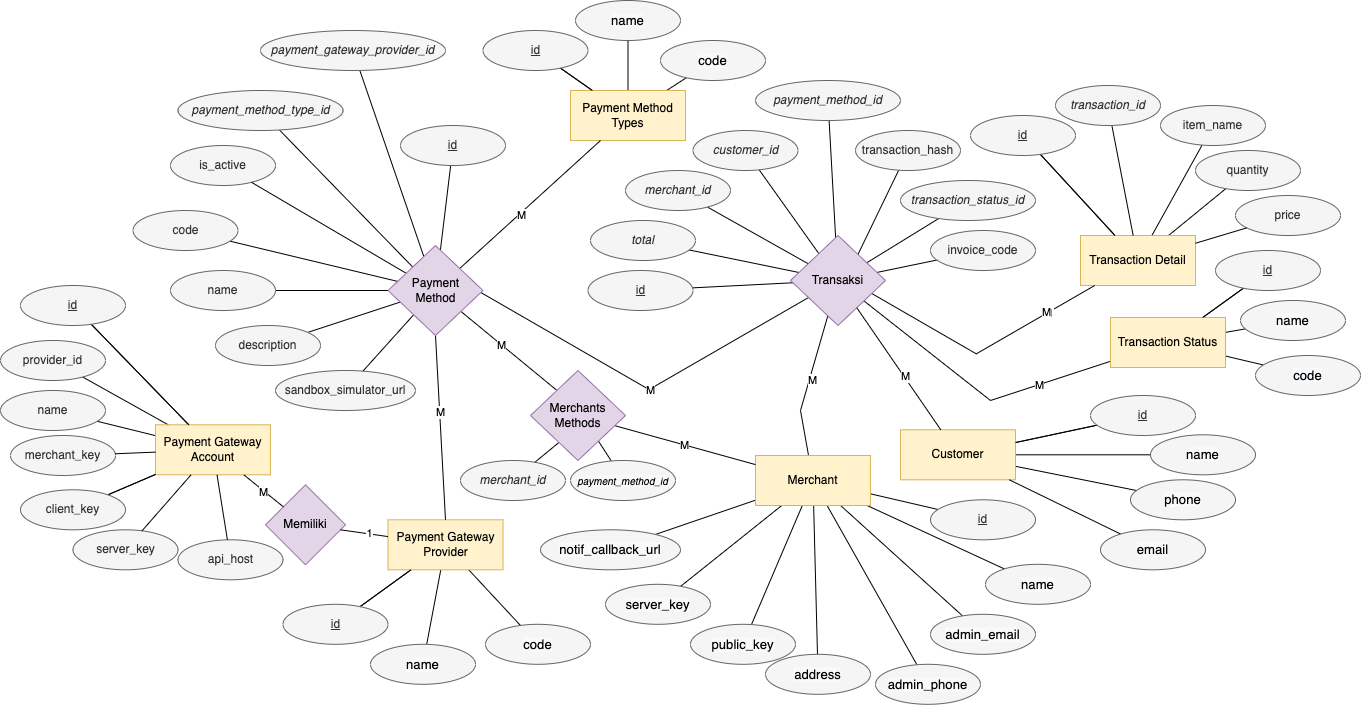 name
id
code
Payment Method
Types
payment_gateway_provider_id
payment_method_type_id
is_active
id
code
name
description
sandbox_simulator_url
Payment
Method
M
M
M
M
payment_method_id
customer_id
transaction_hash
merchant_id
transaction_status_id
total
invoice_code
id
Transaksi
M
M
M
M
transaction_id
id
item_name
quantity
price
Transaction Detail
id
name
code
Transaction Status
id
provider_id
name
merchant_key
client_key
server_key
api_host
Payment Gateway
Account
M
Memiliki
1
Payment Gateway
Provider
id
name
code
Merchants
Methods
merchant_id
payment_method_id
M
Merchant
notif_callback_url
server_key
public_key
address
admin_phone
admin_email
name
id
Customer
id
name
phone
email